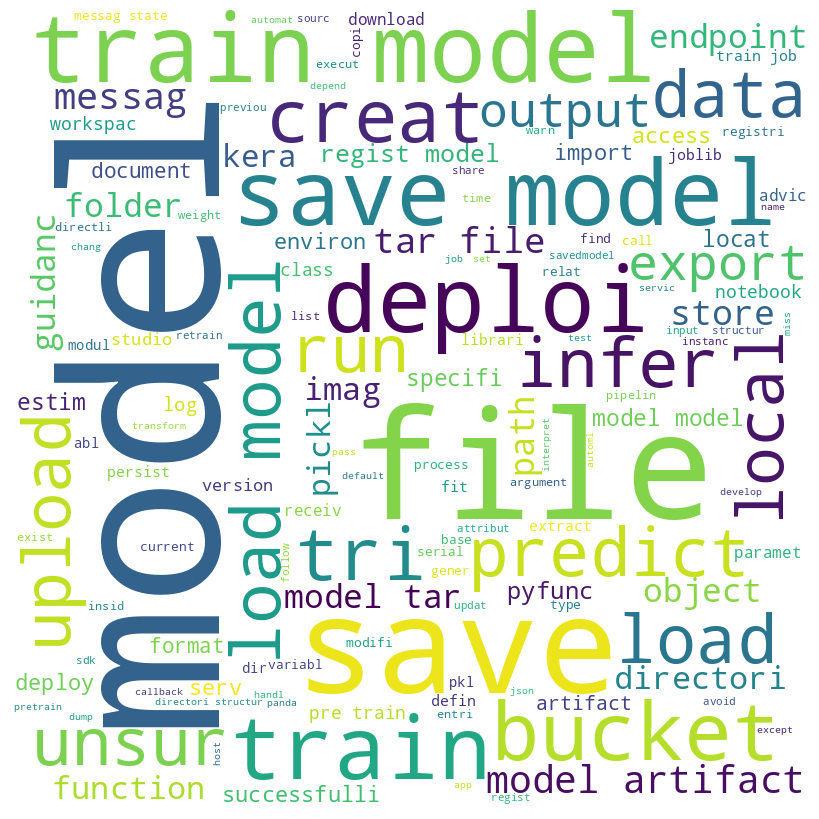 messag state
automat
sourc
download
train model
endpoint
copi
train job
execut
depend
messag
previou
creat
output
data
workspac
warn
access
registri
document
kera
regist model
import
joblib
share
save model
advic
name
folder
weight
time
directli
guidanc
chang
environ
tar file
find
call
locat
model
class
job
set
savedmodel
relat
export
servic
notebook
load model
deploi
list
store
modul
studio
retrain
run
librari
test
input
structur
instanc
miss
infer
local
estim
log
imag
specifi
pipelin
transform
file
path
model model
abl
upload
pickl
pass
interpret
automl
persist
version
default
process
fit
argument
develop
receiv
attribut
extract
exist
current
follow
tri
base
serial
predict
paramet
gener
insid
model tar
updat
pyfunc
type
object
format
modifi
save
load
sdk
dir
variabl
deploy
serv
callback
handl
pkl
json
directori
pretrain
dump
directori structur
panda
pre train
defin
entri
artifact
avoid
unsur
host
train
bucket
except
function
successfulli
app
regist
model artifact